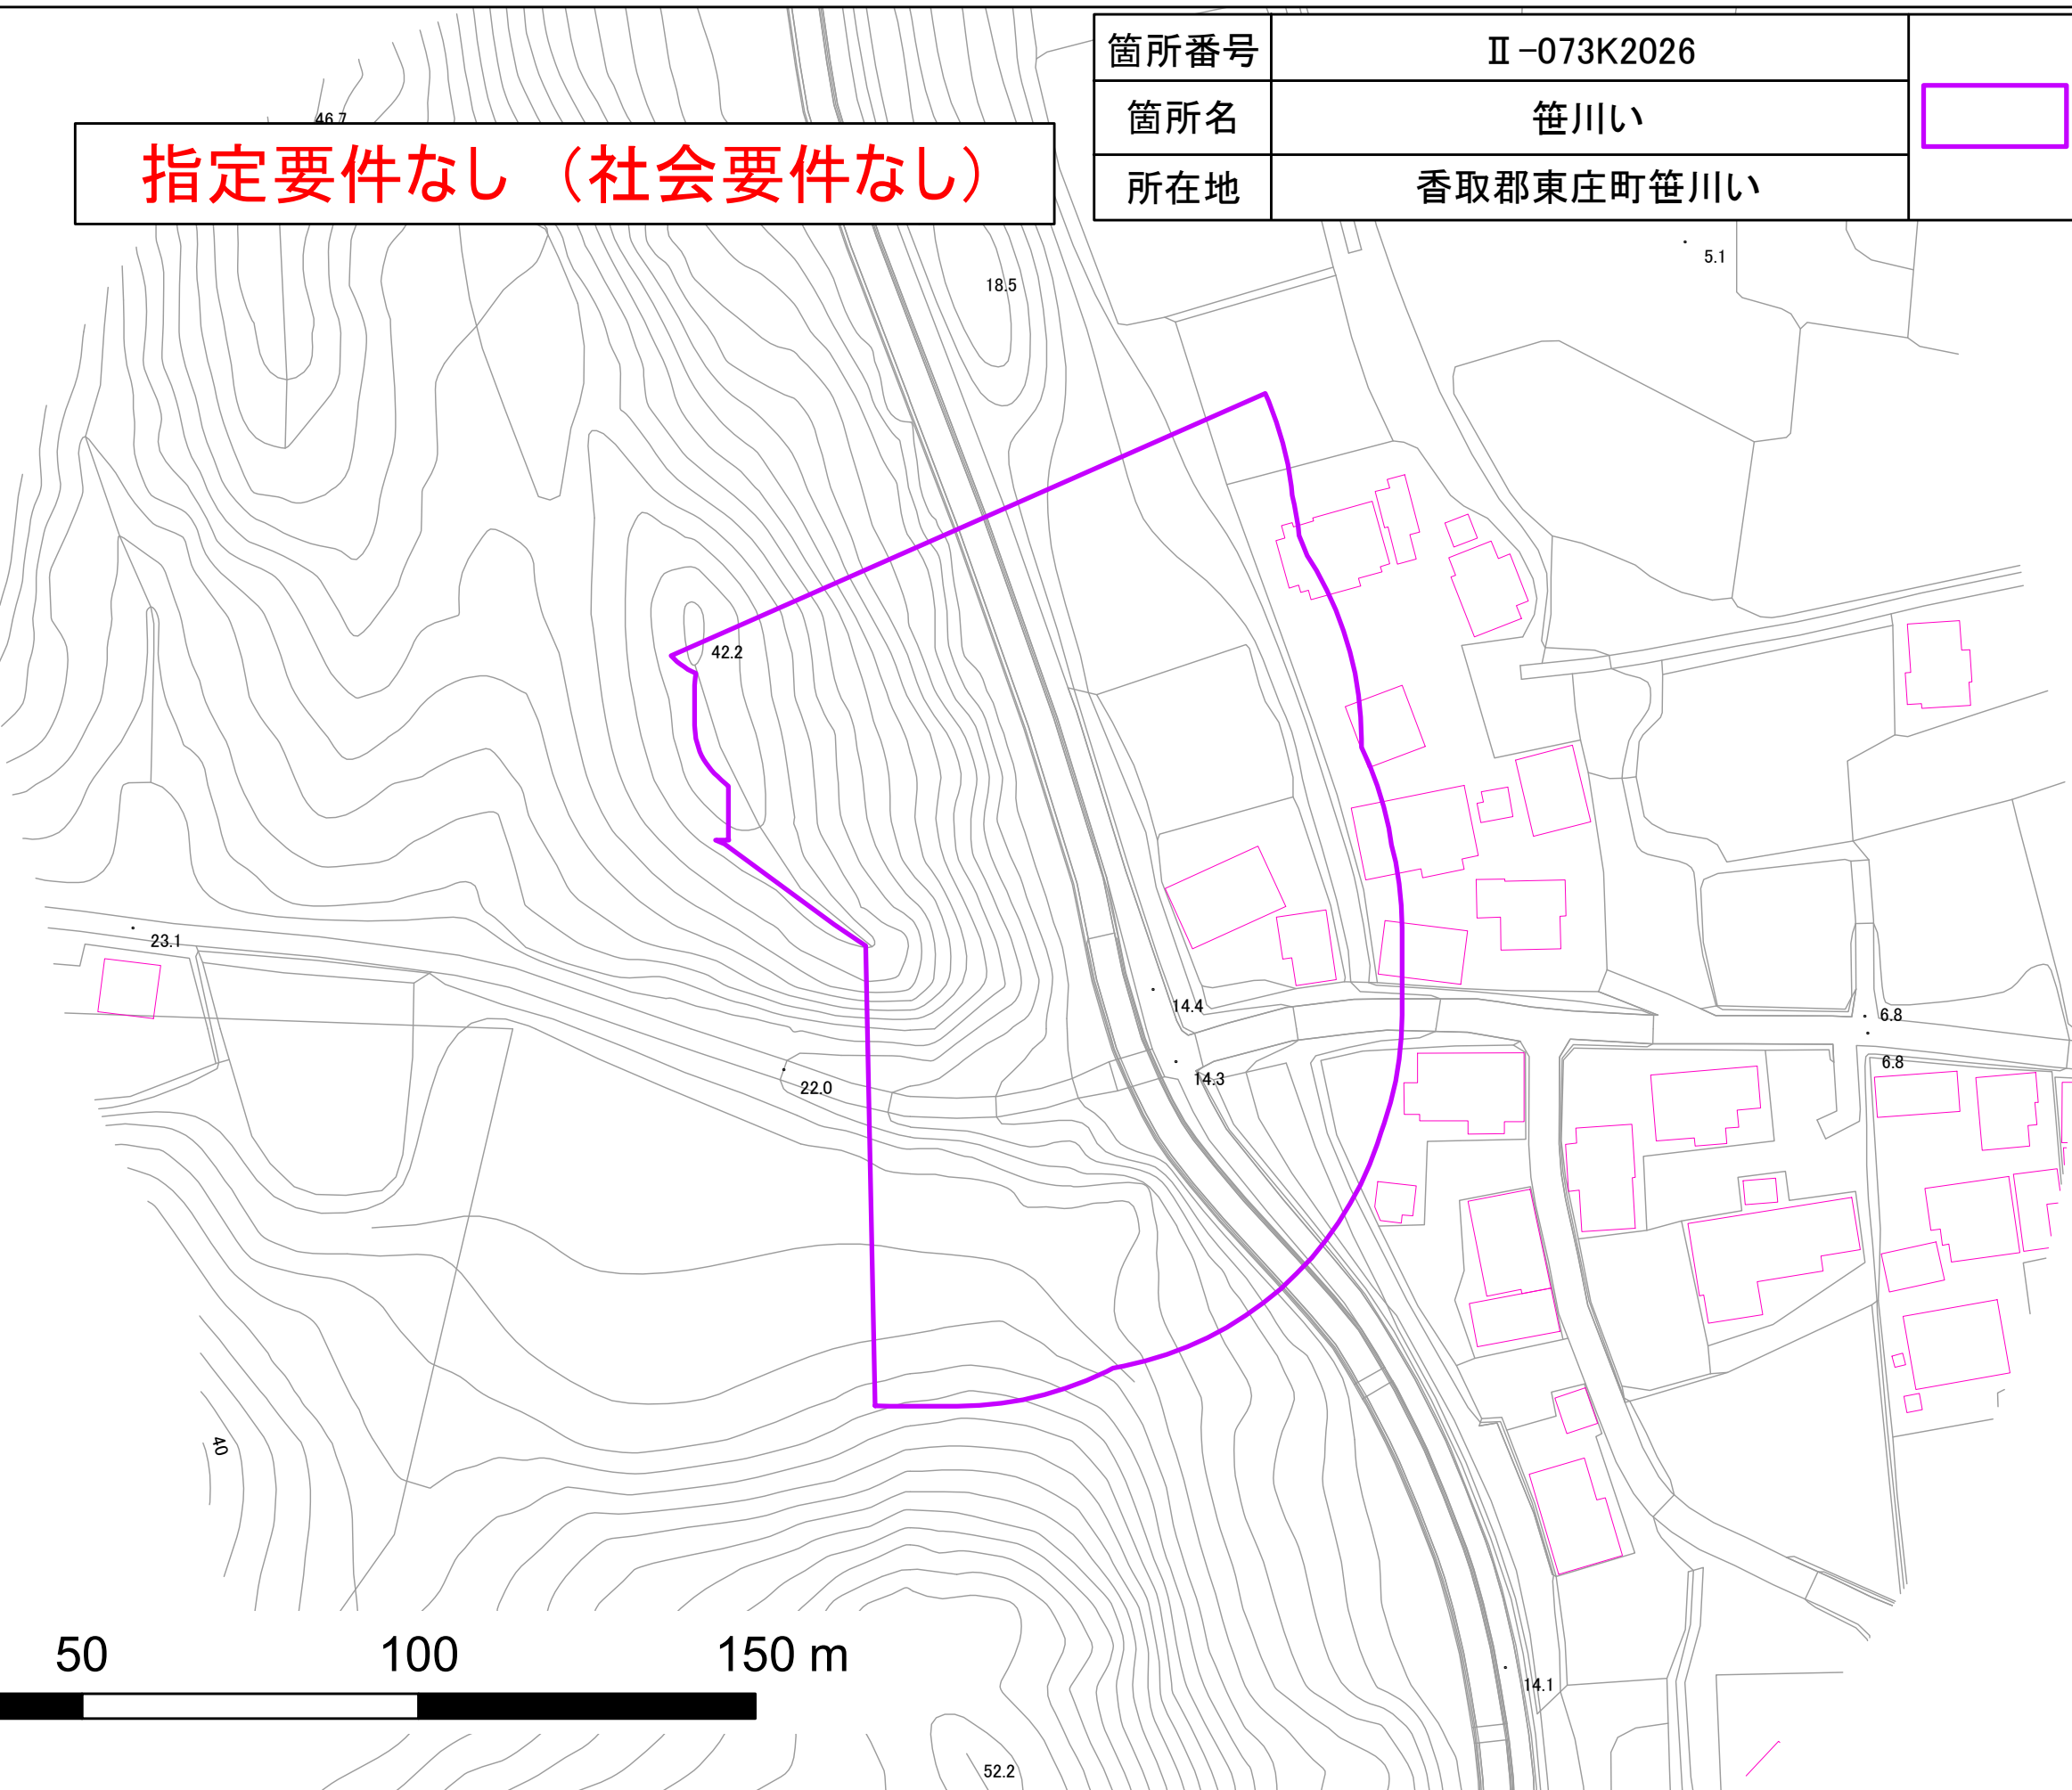 箇所番号 Ⅱ-073K2026
箇所名 笹川い
所在地 香取郡東庄町笹川い
46.7
指定要件なし（社会要件なし）
5.1
18.5
42.2
23.1
14.4
6.8
14.3
6.8
22.0
40
50 100 150 m
14.1
52.2